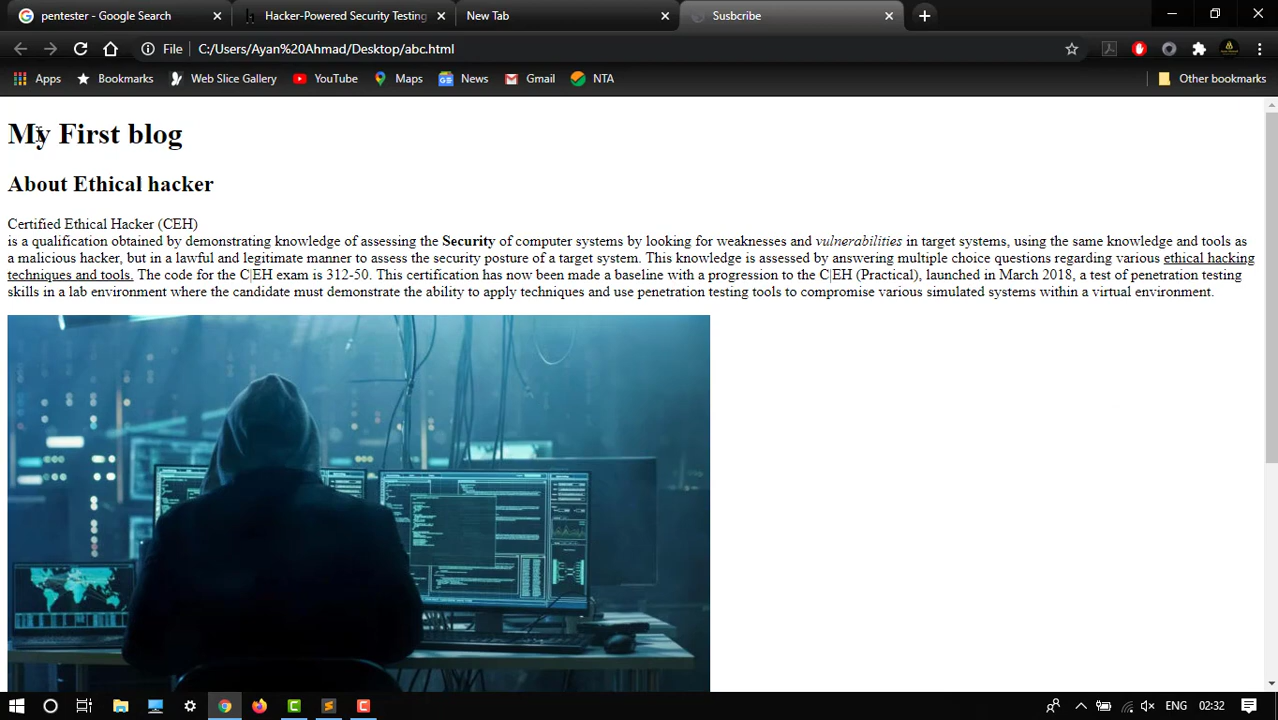 pentester - Google Search
Hacker-Powered Security Testing
New Tab
Susbcribe
File
C:/Users/Ayan%20Ahmad/Desktop/abc.html
Apps
Bookmarks
Web Slice Gallery
YouTube
Maps
News
Gmail
NTA
Other bookmarks
My First blog
About Ethical hacker
Certified Ethical Hacker (CEH)
is a qualification obtained by demonstrating knowledge of assessing the Security of computer systems by looking for weaknesses and vulnerabilities in target systems, using the same knowledge and tools as
a malicious hacker, but in a lawful and legitimate manner to assess the security posture of a target system. This knowledge is assessed by answering multiple choice questions regarding various ethical hacking
techniques and tools. The code for the C|EH exam is 312-50. This certification has now been made a baseline with a progression to the C|EH (Practical), launched in March 2018, a test of penetration testing
skills in a lab environment where the candidate must demonstrate the ability to apply techniques and use penetration testing tools to compromise various simulated systems within a virtual environment.
ENG
02:32